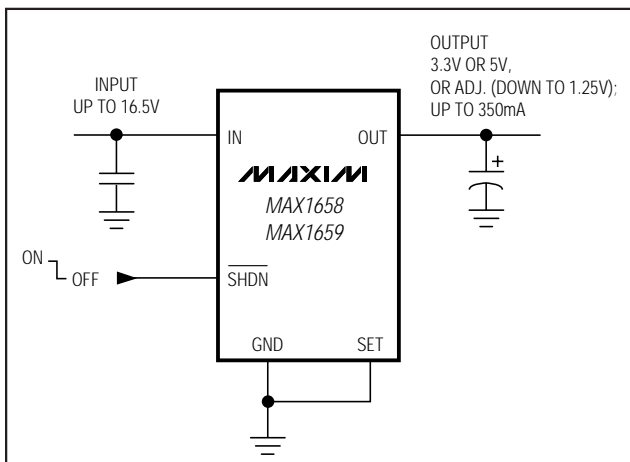 INPUT
UP TO 16.5V
OUTPUT
3.3V OR 5V,
OR ADJ. (DOWN TO 1.25V);
UP TO 350mA
IN
OUT
MAXIM
MAX1658
MAX1659
ON
OFF
SHDN
GND
SET
+